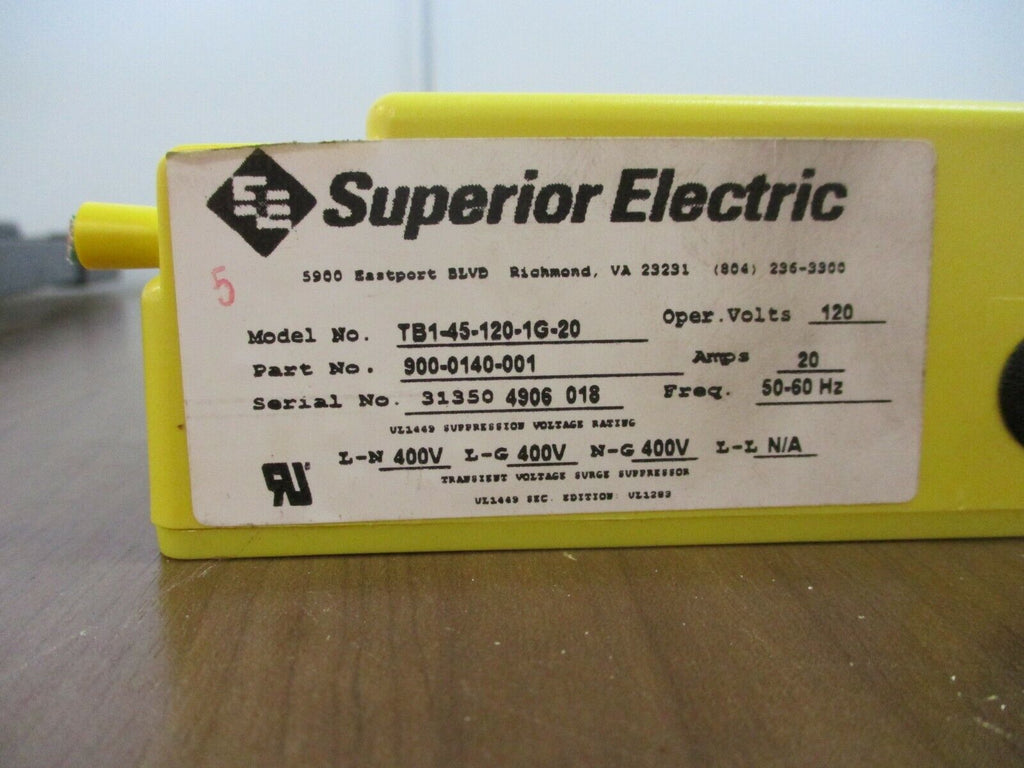 SE Superior Electric
5900 Eastport BLVD Richmond, VA 23231 (804) 236-3300
5
Model No. TB1-45-120-1G-20 Oper.Volts 120
Part No. 900-0140-001 Amps 20
Serial No. 31350 4906 018 Freq. 50-60 Hz
UL1449 SUPPRESSION VOLTAGE RATING
L-N 400V L-G 400V N-G 400V L-L N/A
TRANSIENT VOLTAGE SURGE SUPPRESSOR
UL1449 SEC. EDITION UL1283